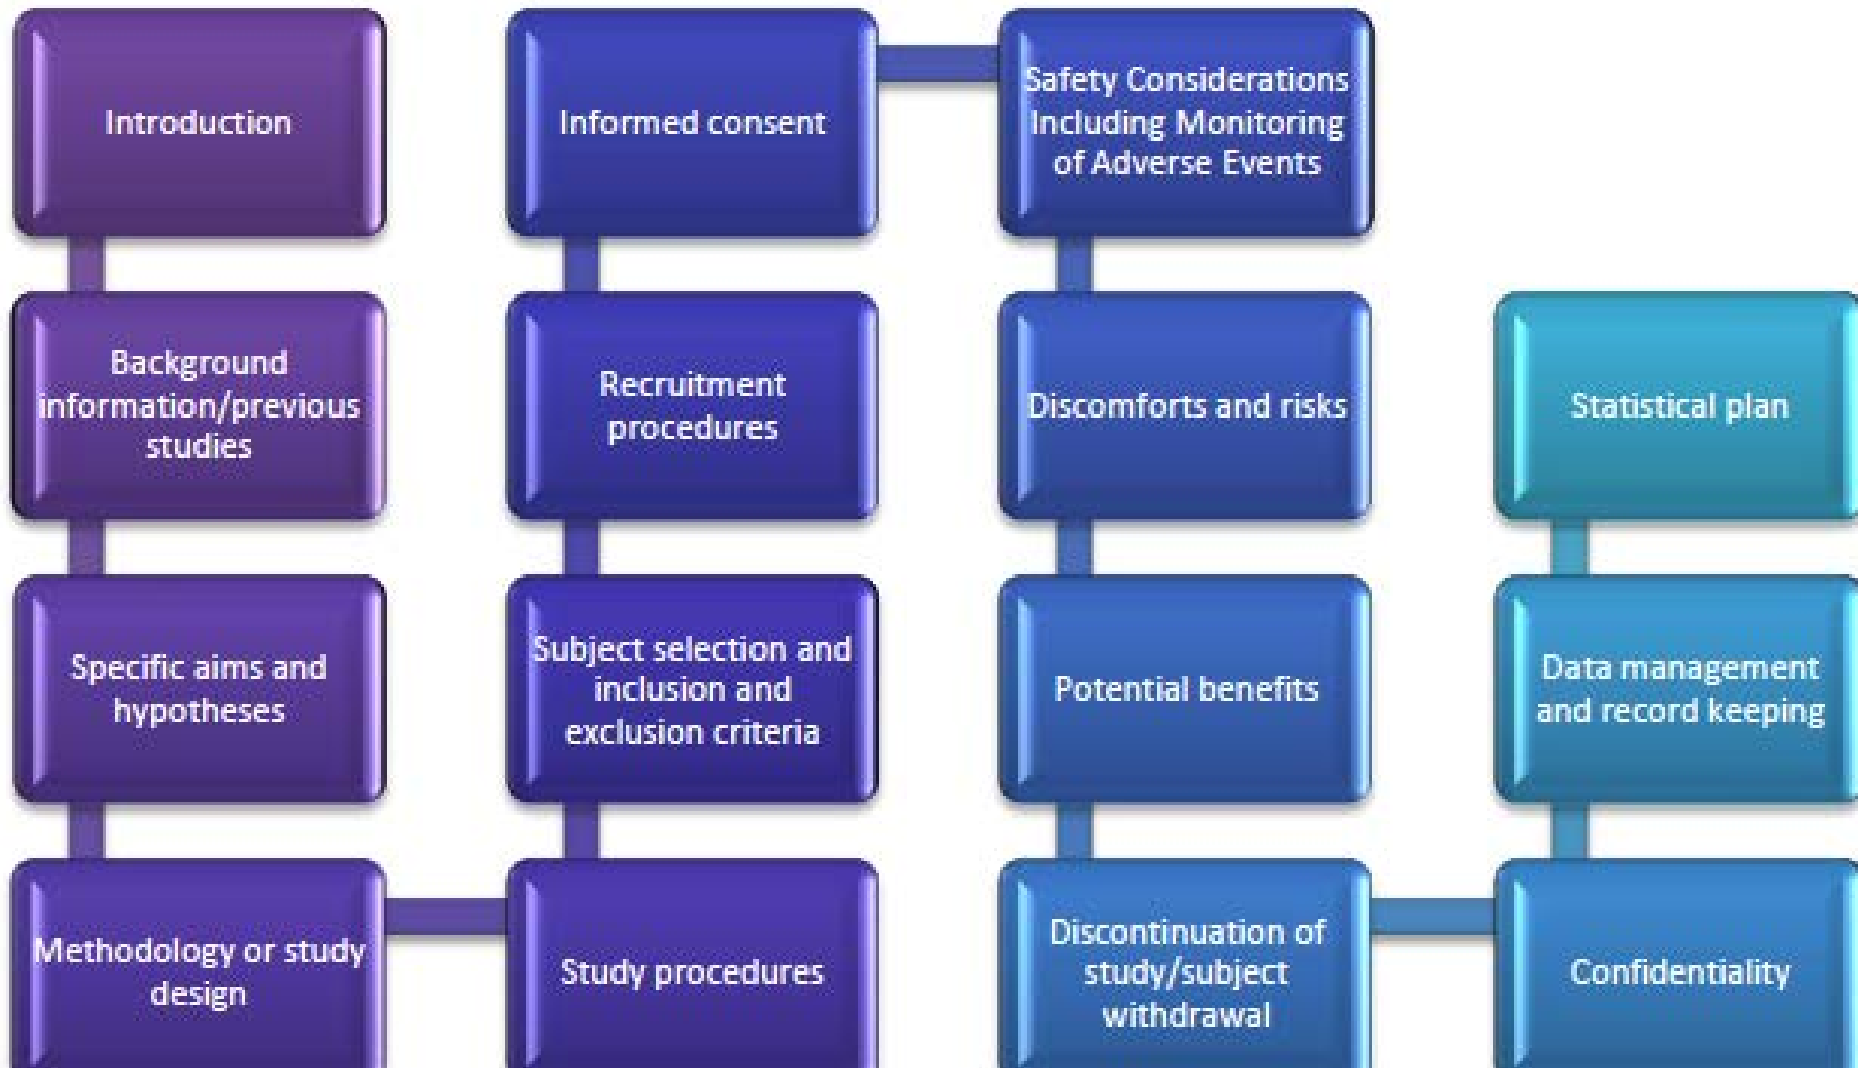 Introduction
Background
information/previous
studies
Specific aims and
hypotheses
Methodology or study
design
Study procedures
Subject selection and
inclusion and
exclusion criteria
Recruitment
procedures
Informed consent
Safety Considerations
Including Monitoring
of Adverse Events
Discomforts and risks
Potential benefits
Discontinuation of
study/subject
withdrawal
Confidentiality
Data management
and record keeping
Statistical plan